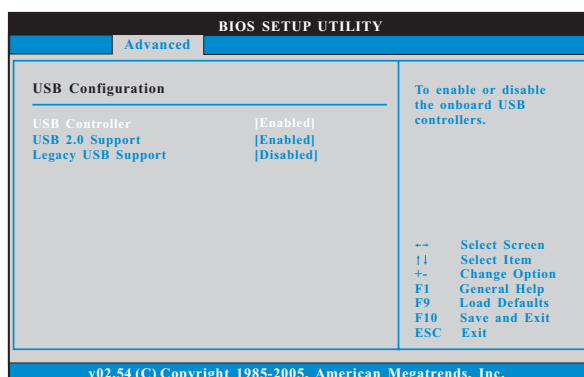 BIOS SETUP UTILITY
Advanced
USB Configuration
USB Controller [Enabled]
USB 2.0 Support [Enabled]
Legacy USB Support [Disabled]
To enable or disable
the onboard USB
controllers.
←→ Select Screen
↑↓ Select Item
+- Change Option
F1 General Help
F9 Load Defaults
F10 Save and Exit
ESC Exit
v02.54 (C) Copyright 1985-2005, American Megatrends, Inc.